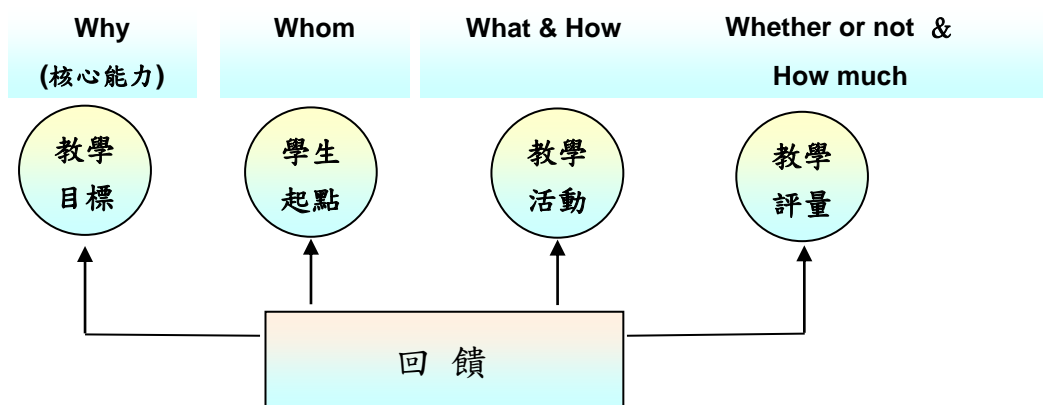 Why
(核心能力)
Whom
What & How
Whether or not &
How much
教學
目標
學生
起點
教學
活動
教學
評量
回 饋